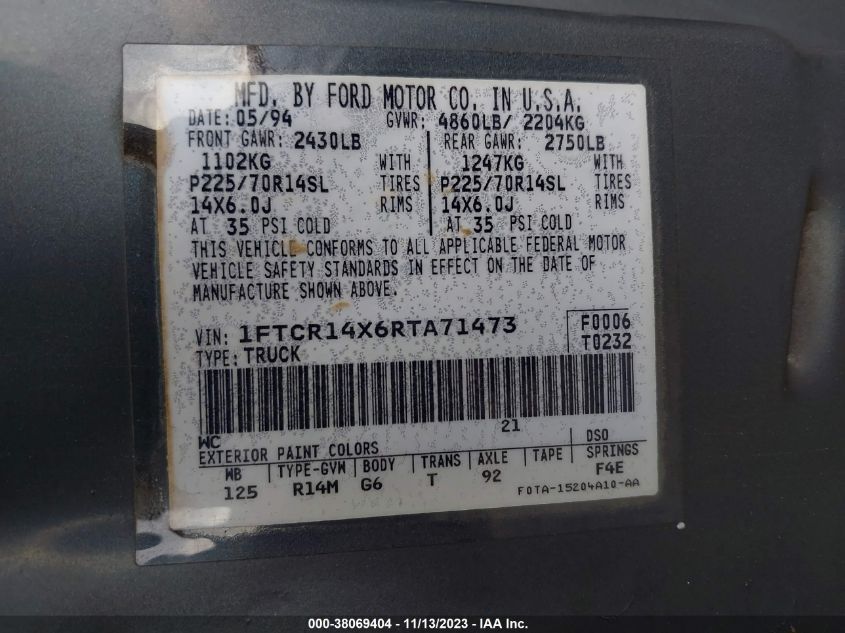 MFD. BY FORD MOTOR CO. IN U.S.A.
DATE: 05/94 GVWR: 4860LB/ 2204KG
FRONT GAWR: 2430LB REAR GAWR: 2750LB
1102KG WITH 1247KG WITH
P225/70R14SL TIRES P225/70R14SL TIRES
14X6.0J RIMS 14X6.0J RIMS
AT 35 PSI COLD AT 35 PSI COLD
THIS VEHICLE CONFORMS TO ALL APPLICABLE FEDERAL MOTOR
VEHICLE SAFETY STANDARDS IN EFFECT ON THE DATE OF
MANUFACTURE SHOWN ABOVE.
VIN: 1FTCR14X6RTA71473 F0006
TYPE: TRUCK T0232
21
WC
EXTERIOR PAINT COLORS DSO
WB TYPE-GVW BODY TRANS AXLE TAPE SPRINGS
125 R14M G6 T 92 F4E
F0TA-15204A10-AA
000-38069404 - 11/13/2023 - IAA Inc.